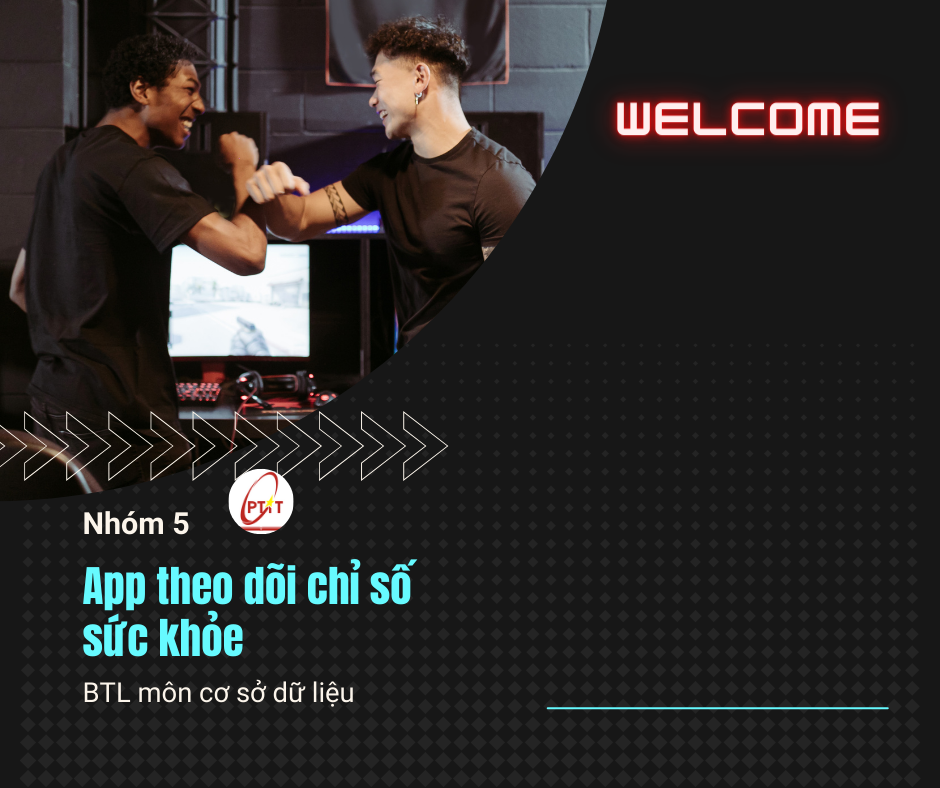 WELCOME
PTIT
Nhóm 5
App theo dõi chỉ số
sức khỏe
BTL môn cơ sở dữ liệu